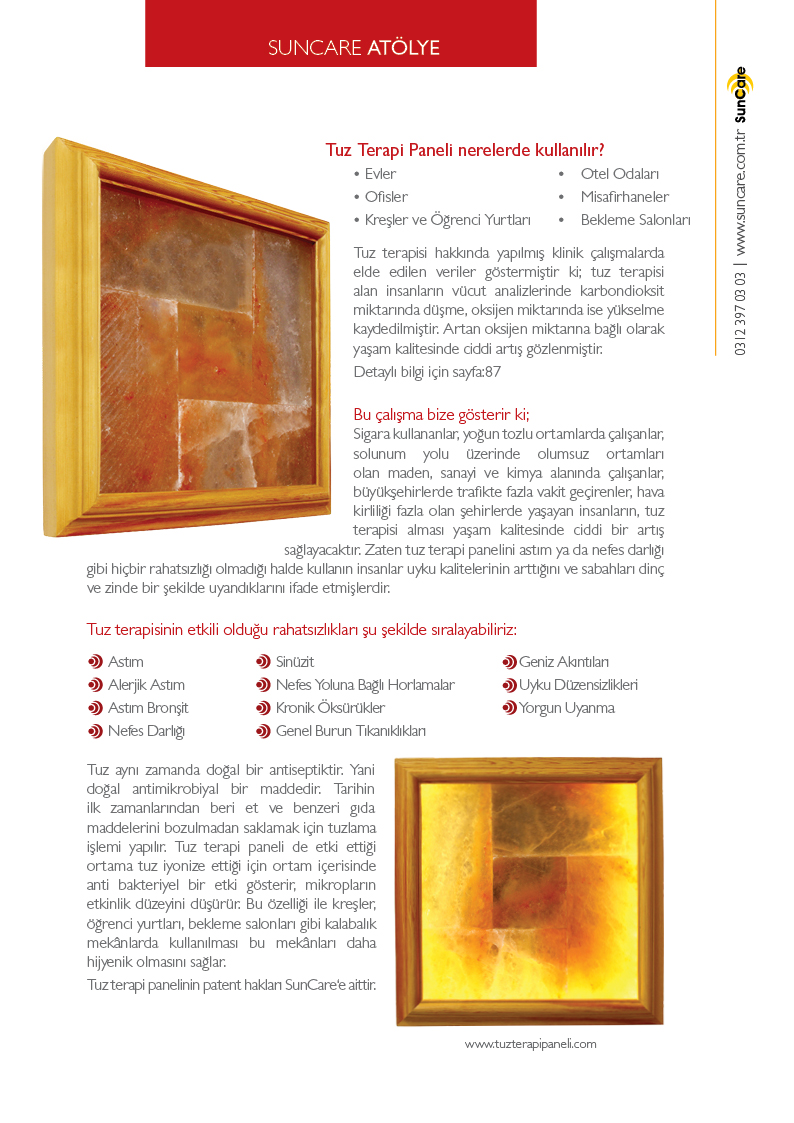 SUNCARE ATÖLYE
Tuz Terapi Paneli nerelerde kullanılır?
• Evler
• Ofisler
• Kreşler ve Öğrenci Yurtları
• Otel Odaları
• Misafirhaneler
• Bekleme Salonları
Tuz terapisi hakkında yapılmış klinik çalışmalarda
elde edilen veriler göstermiştir ki; tuz terapisi
alan insanların vücut analizlerinde karbondioksit
miktarında düşme, oksijen miktarında ise yükselme
kaydedilmiştir. Artan oksijen miktarına bağlı olarak
yaşam kalitesinde ciddi artış gözlenmiştir.
Detaylı bilgi için sayfa:87
Bu çalışma bize gösterir ki;
Sigara kullananlar, yoğun tozlu ortamlarda çalışanlar,
solunum yolu üzerinde olumsuz ortamları
olan maden, sanayi ve kimya alanında çalışanlar,
büyükşehirlerde trafikte fazla vakit geçirenler, hava
kirliliği fazla olan şehirlerde yaşayan insanların, tuz
terapisi alması yaşam kalitesinde ciddi bir artış
sağlayacaktır. Zaten tuz terapi panelini astım ya da nefes darlığı
gibi hiçbir rahatsızlığı olmadığı halde kullanın insanlar uyku kalitelerinin arttığını ve sabahları dinç
ve zinde bir şekilde uyandıklarını ifade etmişlerdir.
Tuz terapisinin etkili olduğu rahatsızlıkları şu şekilde sıralayabiliriz:
Astım
Alerjik Astım
Astım Bronşit
Nefes Darlığı
Sinüzit
Nefes Yoluna Bağlı Horlamalar
Kronik Öksürükler
Genel Burun Tıkanıklıkları
Geniz Akıntıları
Uyku Düzensizlikleri
Yorgun Uyanma
Tuz aynı zamanda doğal bir antiseptiktir. Yani
doğal antimikrobiyal bir maddedir. Tarihin
ilk zamanlarından beri et ve benzeri gıda
maddelerini bozulmadan saklamak için tuzlama
işlemi yapılır. Tuz terapi paneli de etki ettiği
ortama tuz iyonize ettiği için ortam içerisinde
anti bakteriyel bir etki gösterir, mikropların
etkinlik düzeyini düşürür. Bu özelliği ile kreşler,
öğrenci yurtları, bekleme salonları gibi kalabalık
mekânlarda kullanılması bu mekânları daha
hijyenik olmasını sağlar.
Tuz terapi panelinin patent hakları SunCare'e aittir.
www.tuzterapipaneli.com
0312 397 03 03 | www.suncare.com.tr SunCare